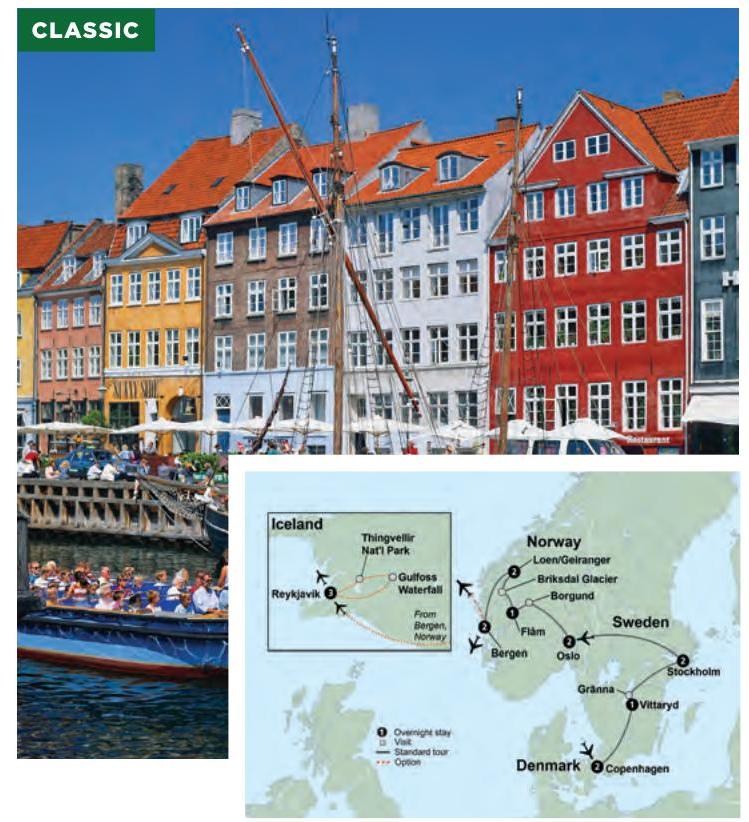 CLASSIC
Restaurant
Iceland
Thingvellir
Nat'l Park
Gulfoss
Waterfall
Reykjavik
3
From
Bergen,
Norway
Norway
Loen/Geiranger
2
Briksdal Glacier
Borgund
1
Flåm
2
Bergen
Sweden
2
Oslo
2
Stockholm
Gränna
1
Vittaryd
1 Overnight stay
Visit
Standard tour
Option
Denmark
2
Copenhagen